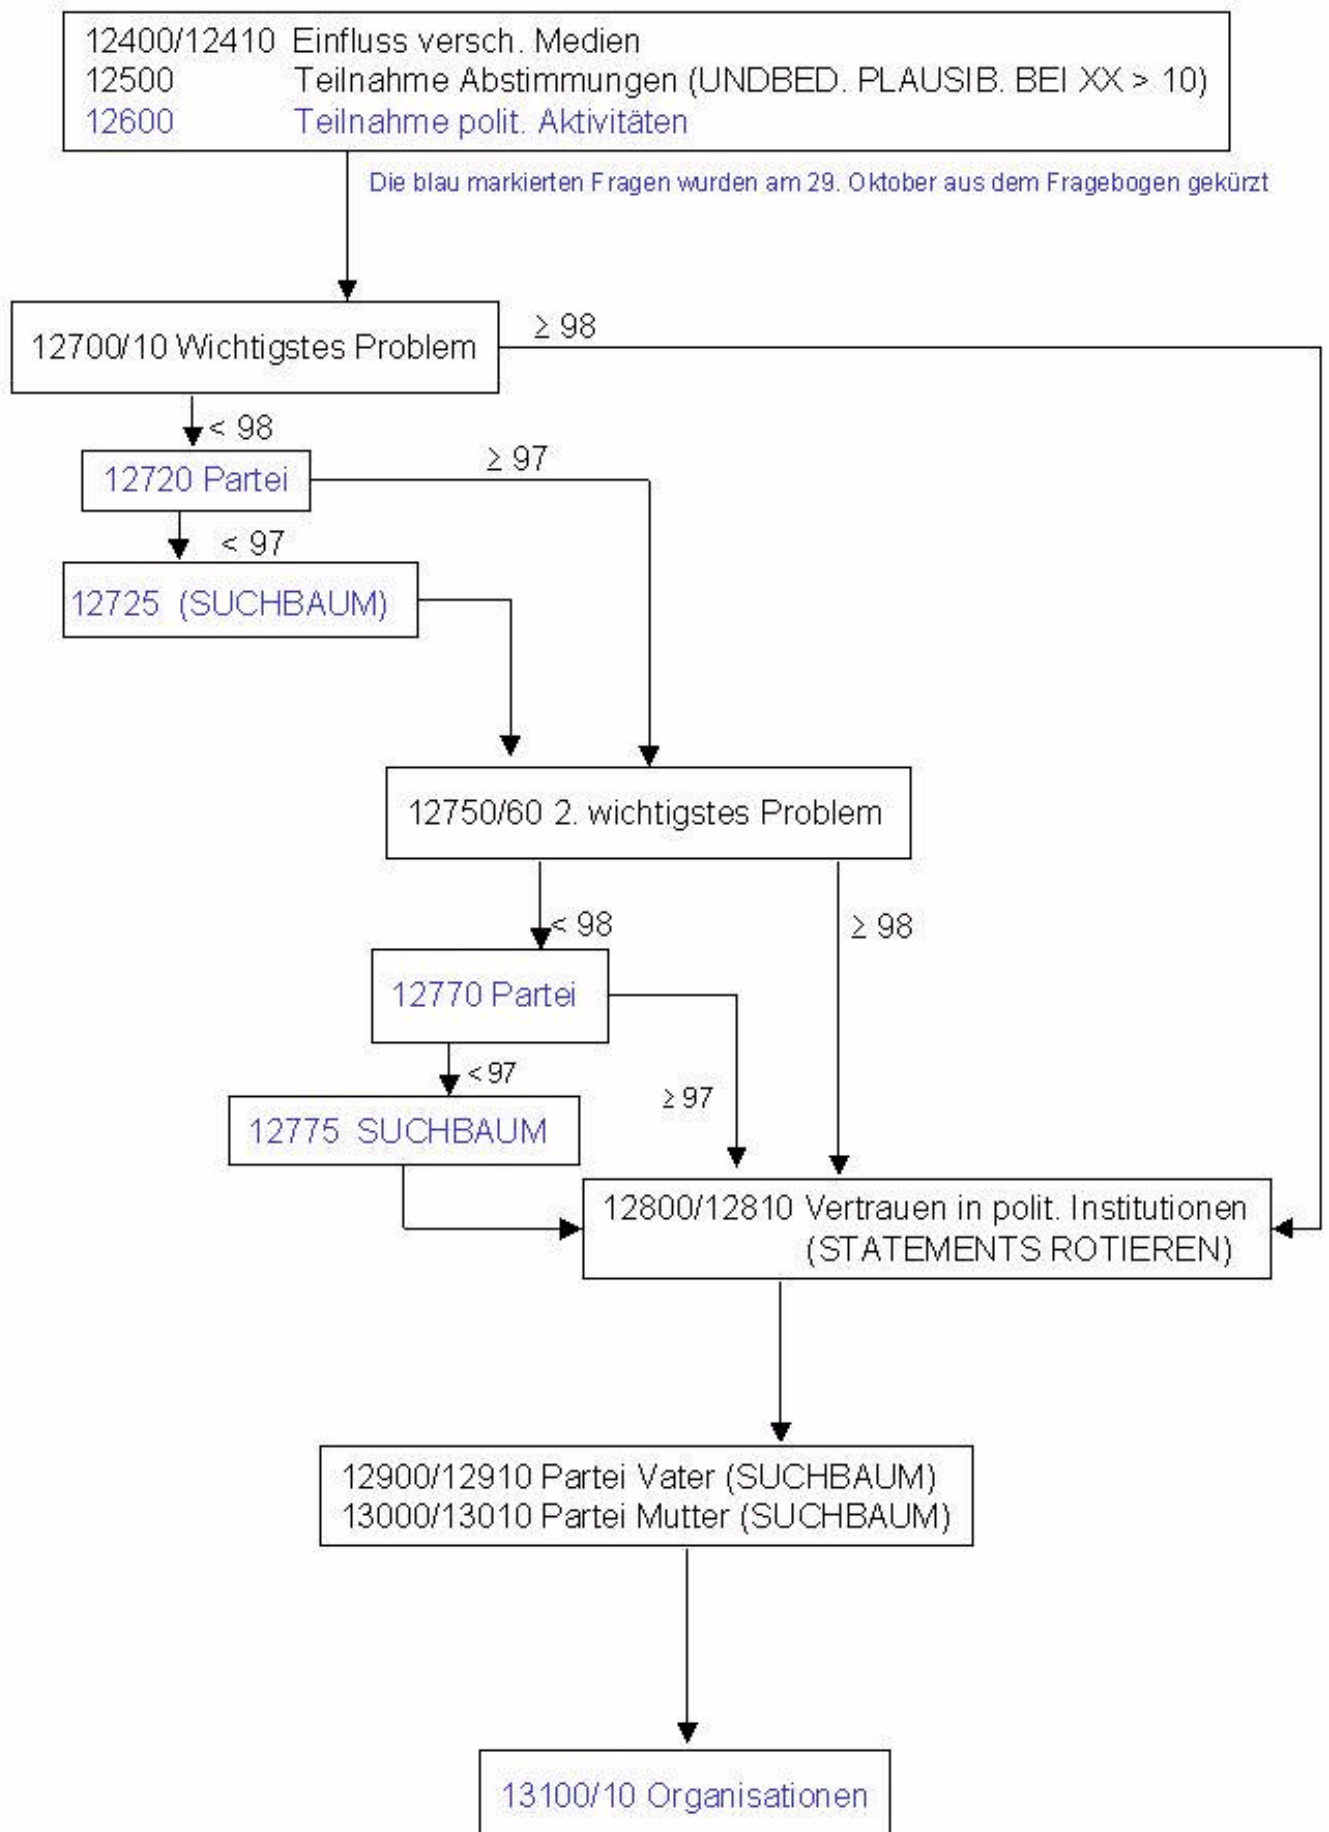 12400/12410 Einfluss versch. Medien
12500 Teilnahme Abstimmungen (UNDBED. PLAUSIB. BEI XX > 10)
12600 Teilnahme polit. Aktivitäten
Die blau markierten Fragen wurden am 29. Oktober aus dem Fragebogen gekürzt
12700/10 Wichtigstes Problem
≥ 98
< 98
12720 Partei
≥ 97
< 97
12725 (SUCHBAUM)
12750/60 2. wichtigstes Problem
< 98
≥ 98
12770 Partei
< 97
≥ 97
12775 SUCHBAUM
12800/12810 Vertrauen in polit. Institutionen
(STATEMENTS ROTIEREN)
12900/12910 Partei Vater (SUCHBAUM)
13000/13010 Partei Mutter (SUCHBAUM)
13100/10 Organisationen